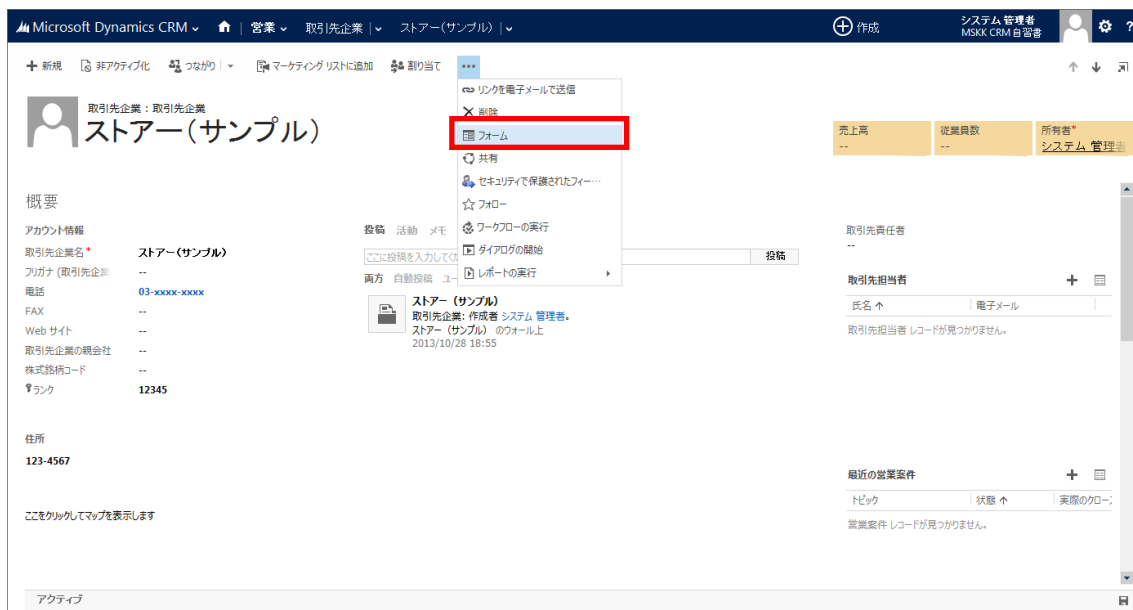 Microsoft Dynamics CRM
営業
取引先企業
ストアー(サンプル)
作成
システム 管理者
MSKK CRM 自習書
?
新規
非アクティブ化
つながり
マーケティング リストに追加
割り当て
...
リンクを電子メールで送信
削除
フォーム
共有
セキュリティで保護されたフィー…
フォロー
ワークフローの実行
ダイアログの開始
レポートの実行
取引先企業 : 取引先企業
ストアー(サンプル)
売上高
--
従業員数
--
所有者*
システム 管理者
概要
アカウント情報
取引先企業名* ストアー(サンプル)
フリガナ (取引先企業 --
電話 03-xxxx-xxxx
FAX --
Web サイト --
取引先企業の親会社 --
株式銘柄コード --
ランク 12345
住所
123-4567
ここをクリックしてマップを表示します
投稿 活動 メモ
ここに投稿を入力してくだ
投稿
両方 自動投稿 ユー
ストアー (サンプル)
取引先企業: 作成者 システム 管理者。
ストアー (サンプル) のウォール上
2013/10/28 18:55
取引先責任者
--
取引先担当者
氏名 電子メール
取引先担当者 レコードが見つかりません。
最近の営業案件
トピック 状態 実際のクローズ
営業案件 レコードが見つかりません。
アクティブ